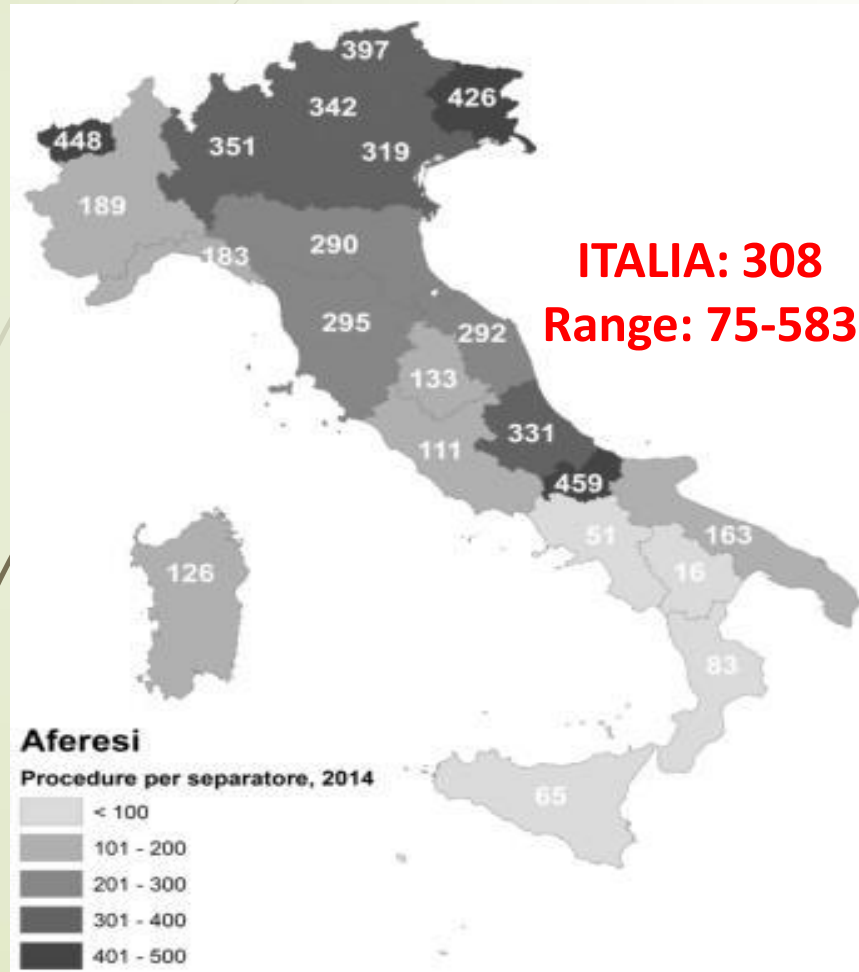 397
342
426
448
351
319
189
183
290
ITALIA: 308
Range: 75-583
295
292
133
331
111
459
51
163
16
126
83
65
Aferesi
Procedure per separatore, 2014
< 100
101 - 200
201 - 300
301 - 400
401 - 500